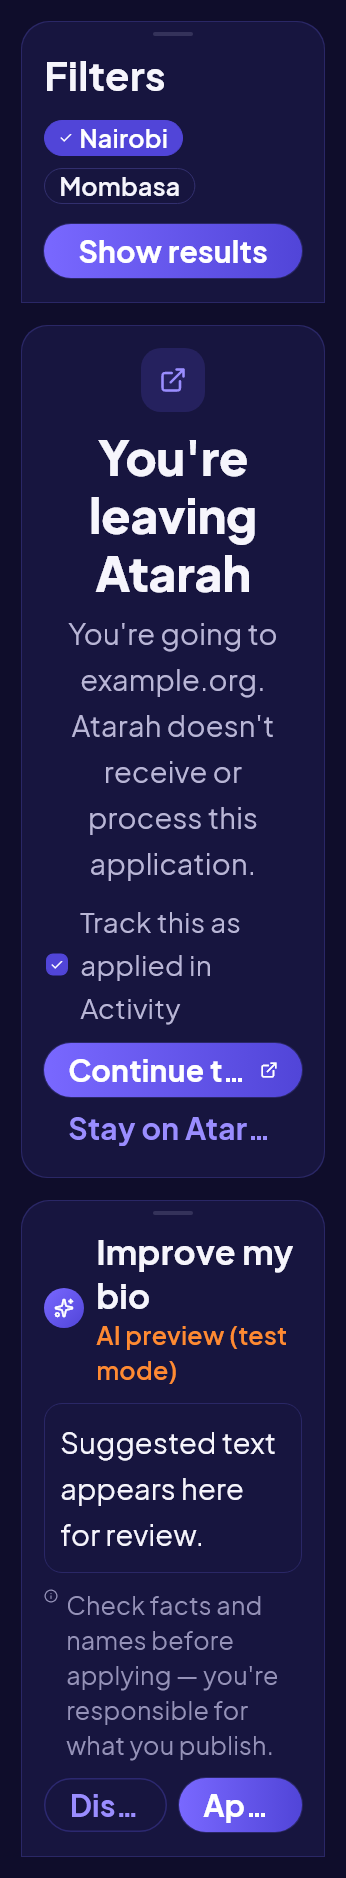 Filters
Nairobi
Mombasa
Show results
You're
leaving
Atarah
You're going to
example.org.
Atarah doesn't
receive or
process this
application.
Track this as
applied in
Activity
Continue t...
Stay on Atar...
Improve my
bio
AI preview (test
mode)
Suggested text
appears here
for review.
Check facts and
names before
applying — you're
responsible for
what you publish.
Dis...
Ap...